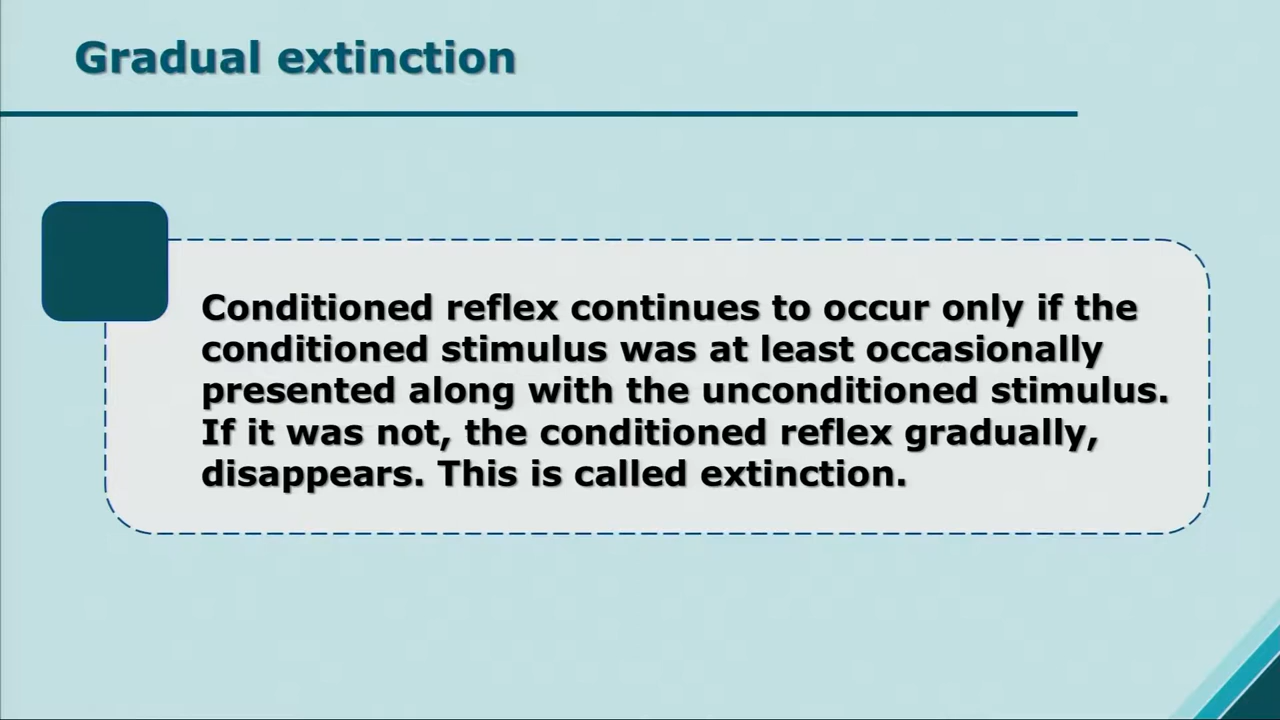 Gradual extinction
Conditioned reflex continues to occur only if the
conditioned stimulus was at least occasionally
presented along with the unconditioned stimulus.
If it was not, the conditioned reflex gradually,
disappears. This is called extinction.